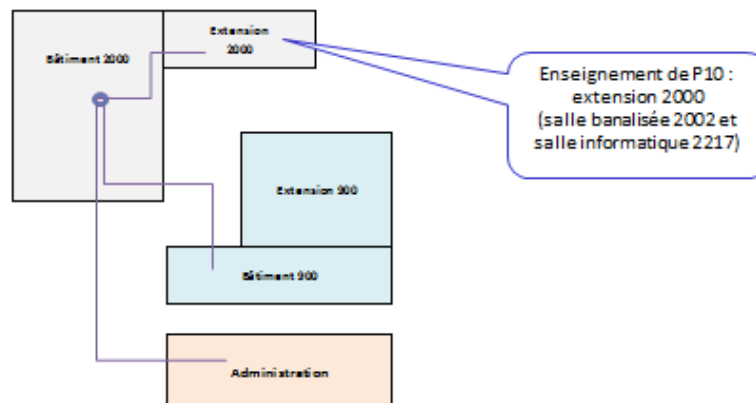 Extension
2000
Bâtiment 2000
Enseignement de P10 :
extension 2000
(salle banalisée 2002 et
salle informatique 2217)
Extension 900
Bâtiment 900
Administration